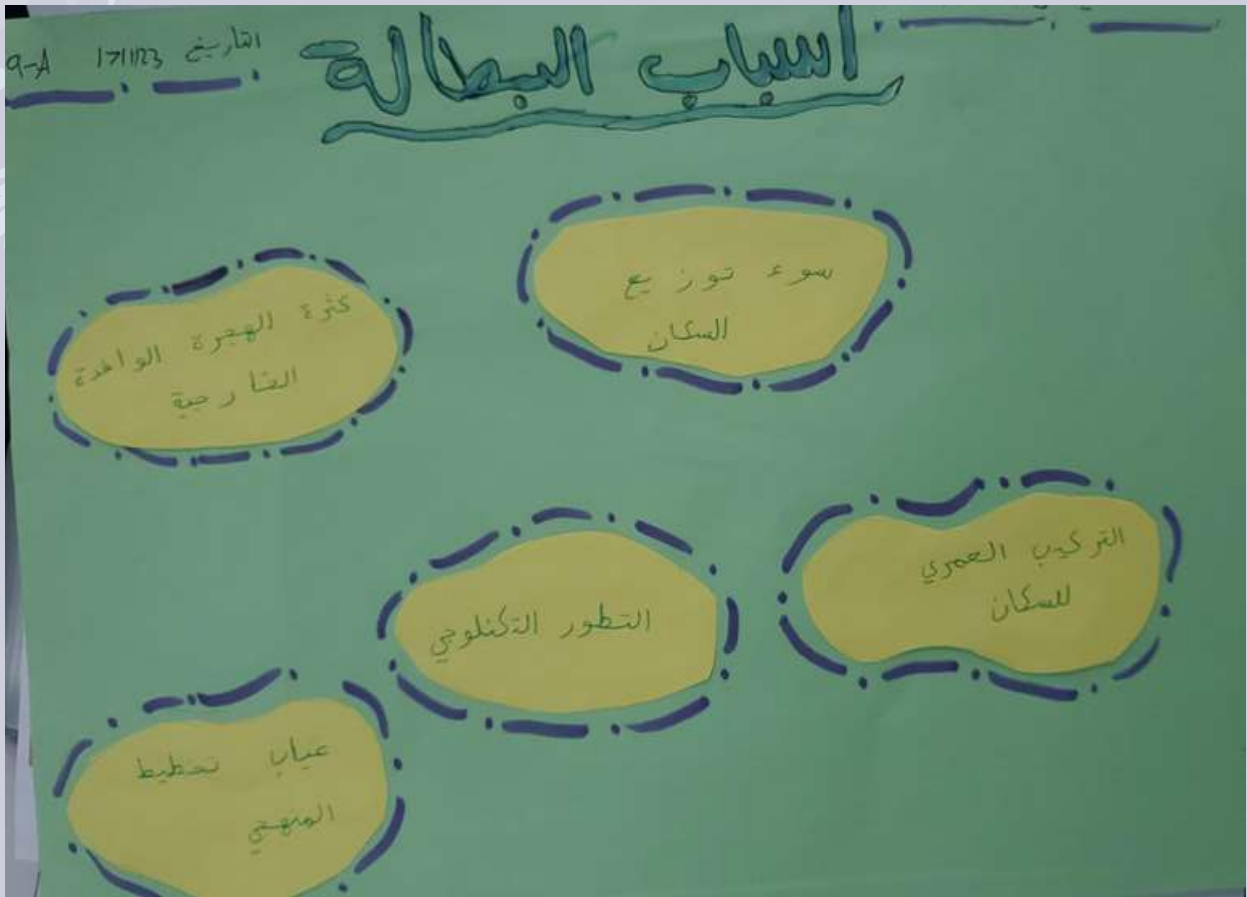 اسباب البطالة
التاريخ 17/1/23
9-A
سوء توزيع
السكان
كثرة الهجرة الوافدة
الخارجية
التركيب العمري
للسكان
التطور التكنلوجي
غياب تخطيط
المنهجي